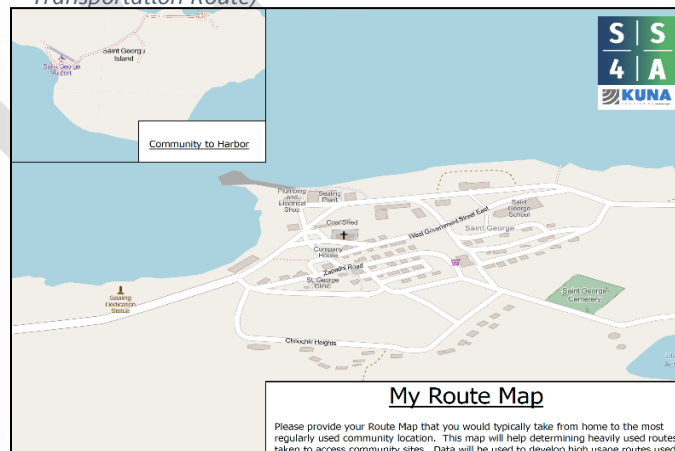 Transportation Route)
Saint George
Island
Saint George
Airport
Community to Harbor
S S
4 A
KUNA
Plumbing
and
Electrical
Shop
Sealing
Plant
Coal Shed
Company
House
West Government Street East
Saint
George
School
Saint George
Zapadni Road
St. George
Clinic
Saint George
Cemetery
Sealing
Dedication
Statue
Choochki Heights
My Route Map
Please provide your Route Map that you would typically take from home to the most
regularly used community location. This map will help determining heavily used routes
taken to access community sites. Data will be used to develop high usage routes used